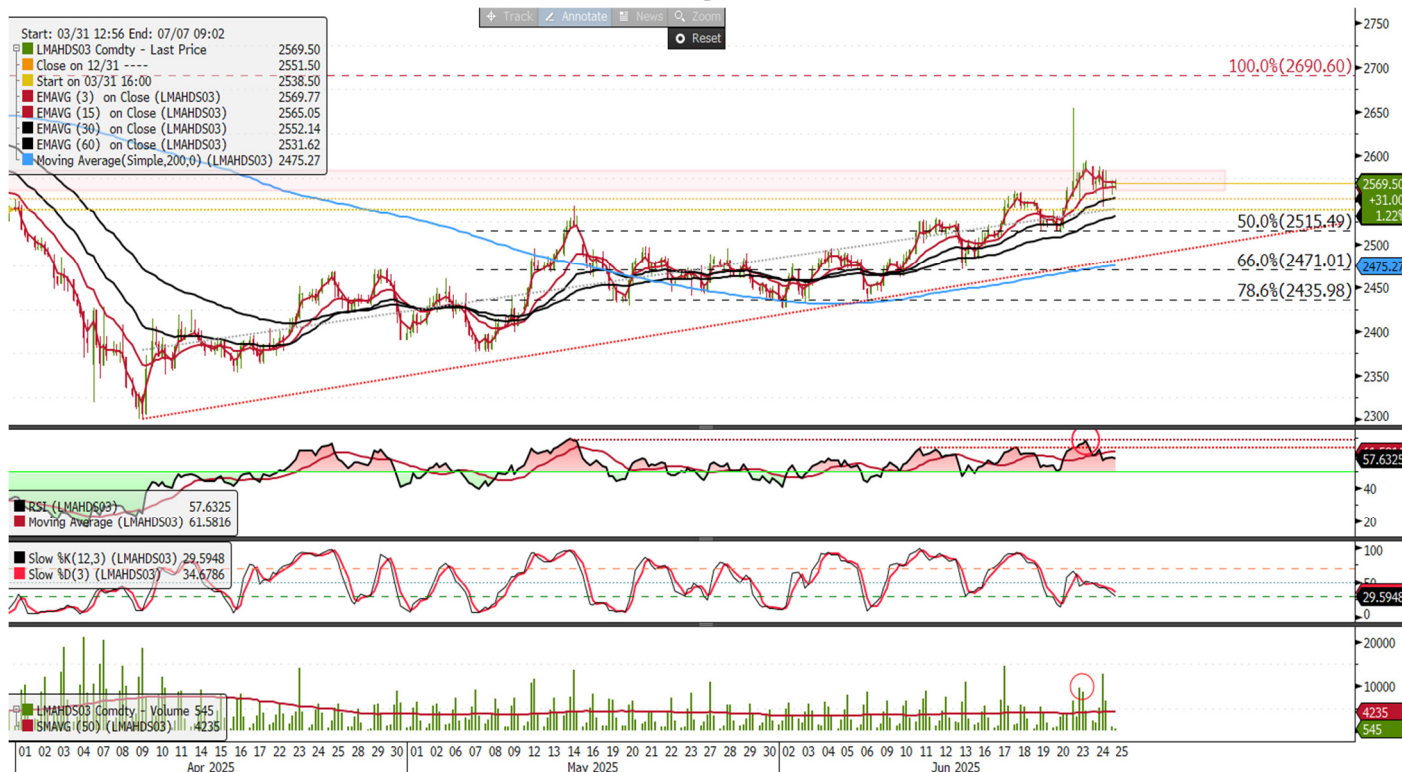 Track Annotate News Zoom
Reset
Start: 03/31 12:56 End: 07/07 09:02
LMAHDS03 Comdty - Last Price 2569.50
Close on 12/31 ---- 2551.50
Start on 03/31 16:00 2538.50
EMAVG (3) on Close (LMAHDS03) 2569.77
EMAVG (15) on Close (LMAHDS03) 2565.05
EMAVG (30) on Close (LMAHDS03) 2552.14
EMAVG (60) on Close (LMAHDS03) 2531.62
Moving Average(Simple,200,0) (LMAHDS03) 2475.27
2750
100.0%(2690.60)
2700
2650
2600
2569.50
+31.00
1.22%
50.0%(2515.49)
2500
66.0%(2471.01)
2475.27
2450
78.6%(2435.98)
2400
2350
2300
57.6325
RSI (LMAHDS03) 57.6325
Moving Average (LMAHDS03) 61.5816
40
20
Slow %K(12,3) (LMAHDS03) 29.5948
Slow %D(3) (LMAHDS03) 34.6786
100
50
29.5948
0
20000
10000
LMAHDS03 Comdty - Volume 545
SMAVG (50) (LMAHDS03) 4235
4235
545
01 02 03 04 07 08 09 10 11 14 15 16 17 22 23 24 25 28 29 30 01 02 06 07 08 09 12 13 14 15 16 19 20 21 22 23 27 28 29 30 02 03 04 05 06 09 10 11 12 13 16 17 18 19 20 23 24 25
Apr 2025 May 2025 Jun 2025